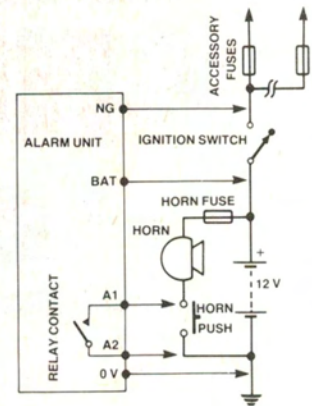 ACCESSORY
FUSES
NG
ALARM UNIT
IGNITION SWITCH
BAT
HORN FUSE
HORN
+
12 V
RELAY CONTACT
A1
HORN
PUSH
A2
0 V